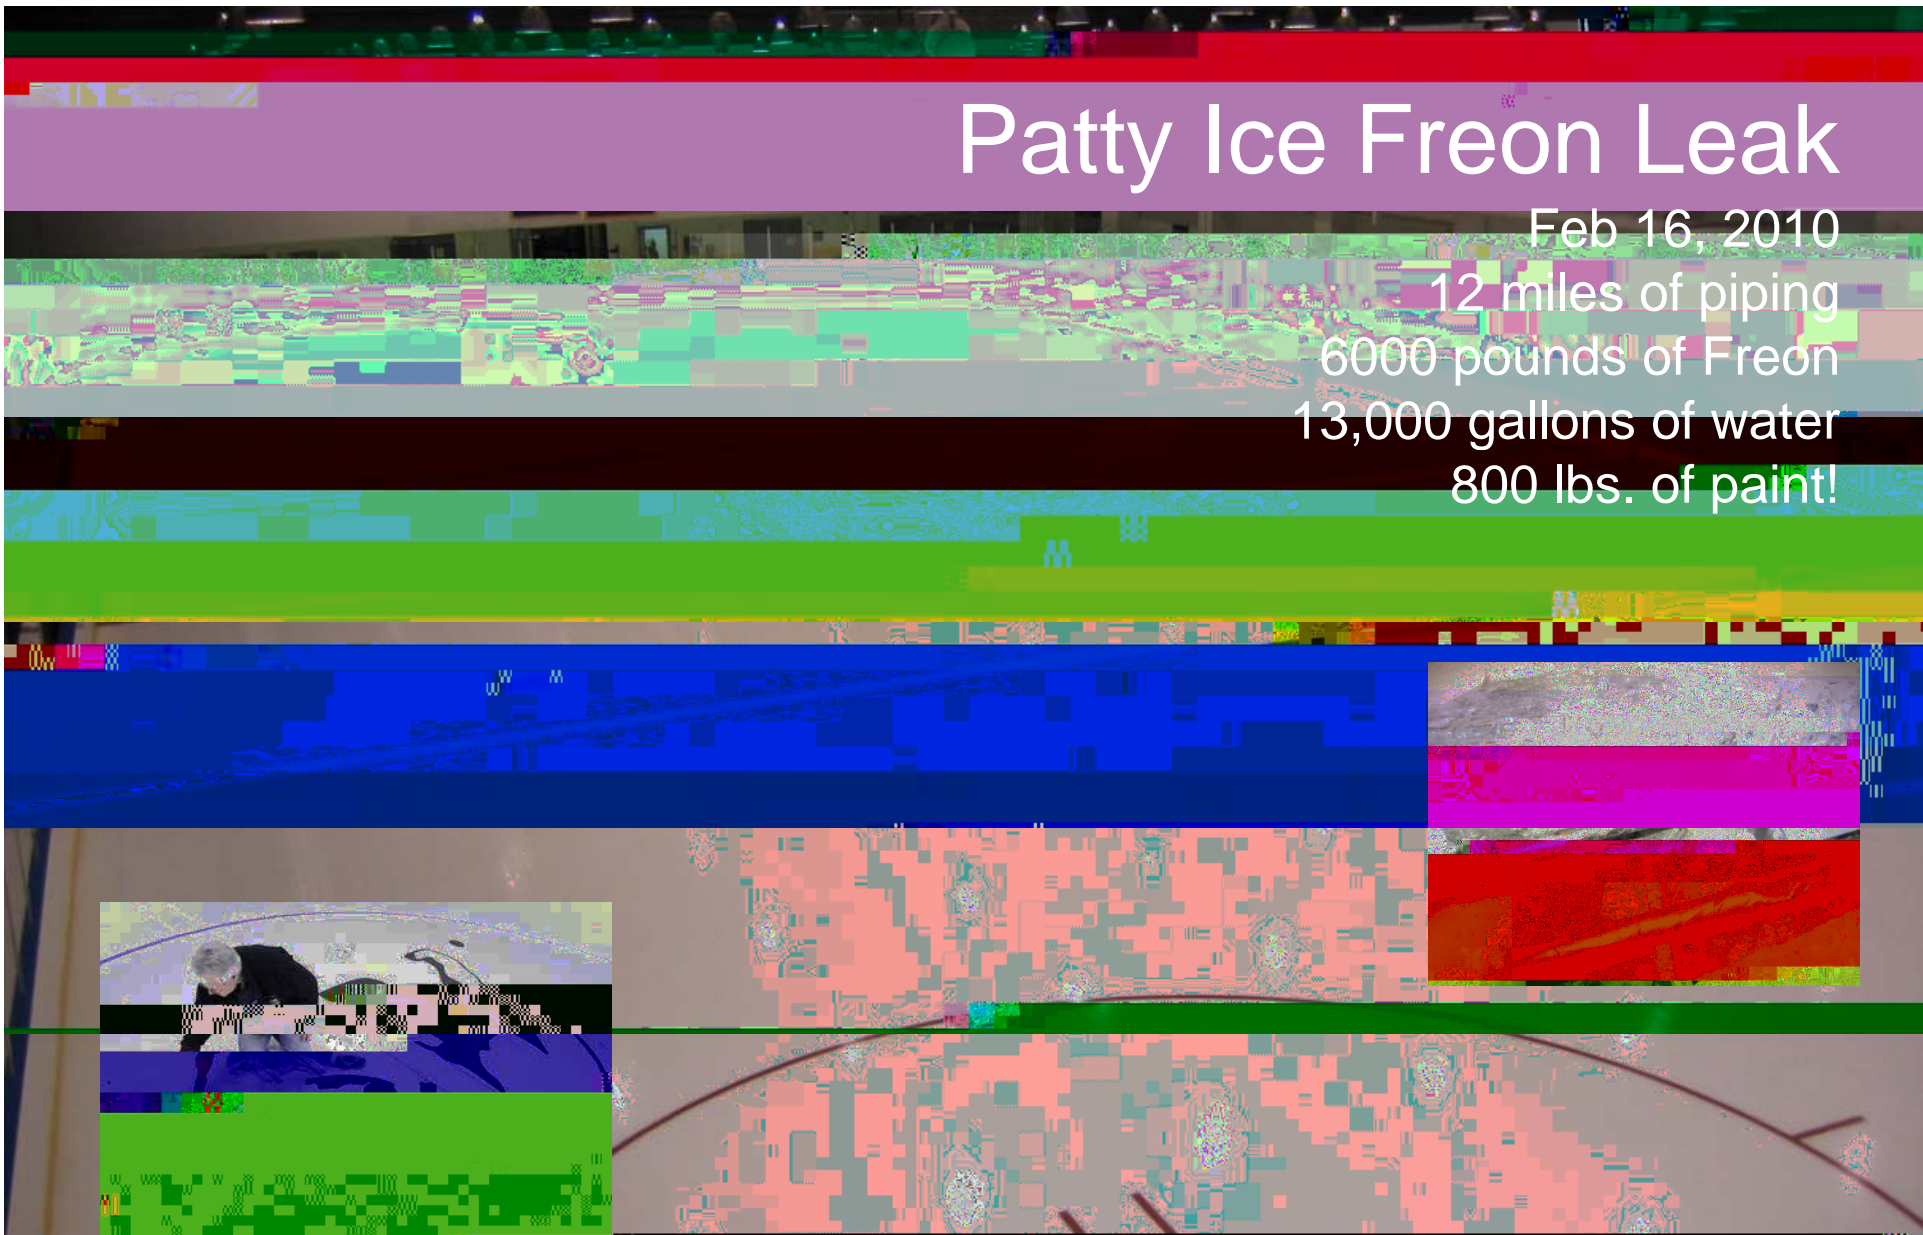 Patty Ice Freon Leak
Feb 16, 2010
12 miles of piping
6000 pounds of Freon
13,000 gallons of water
800 lbs. of paint!